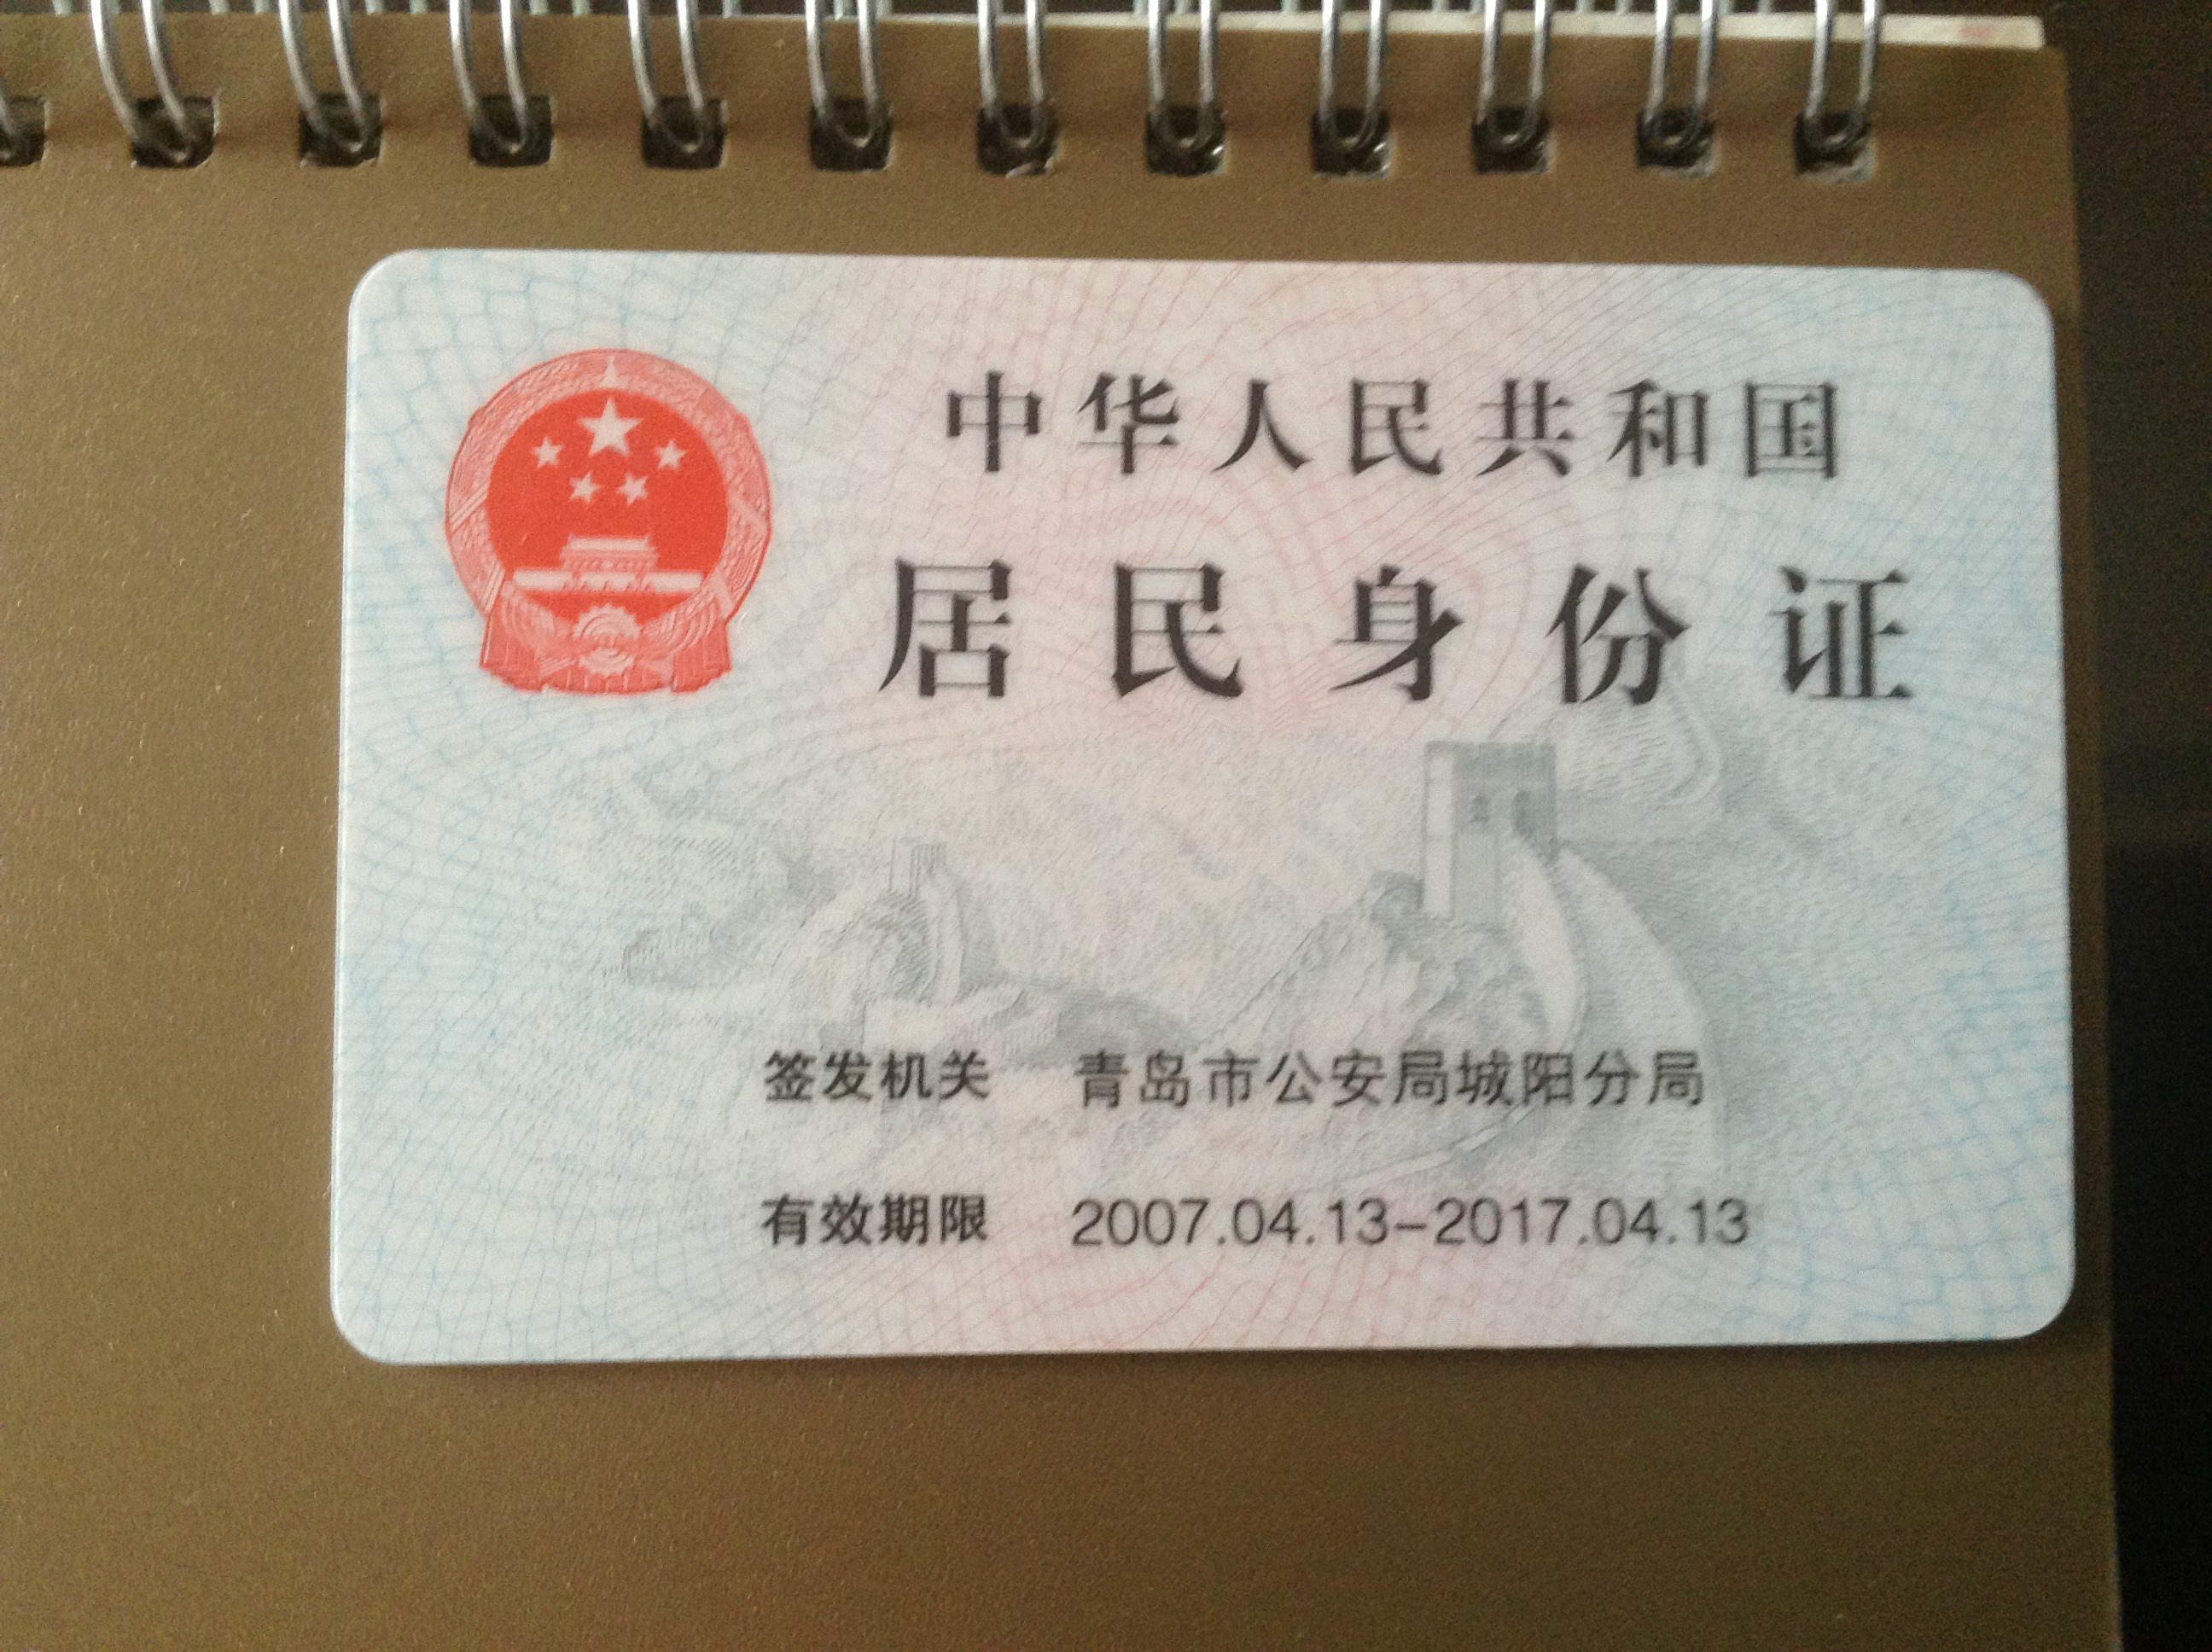 中华人民共和国
居民身份证
签发机关 青岛市公安局城阳分局
有效期限 2007.04.13-2017.04.13